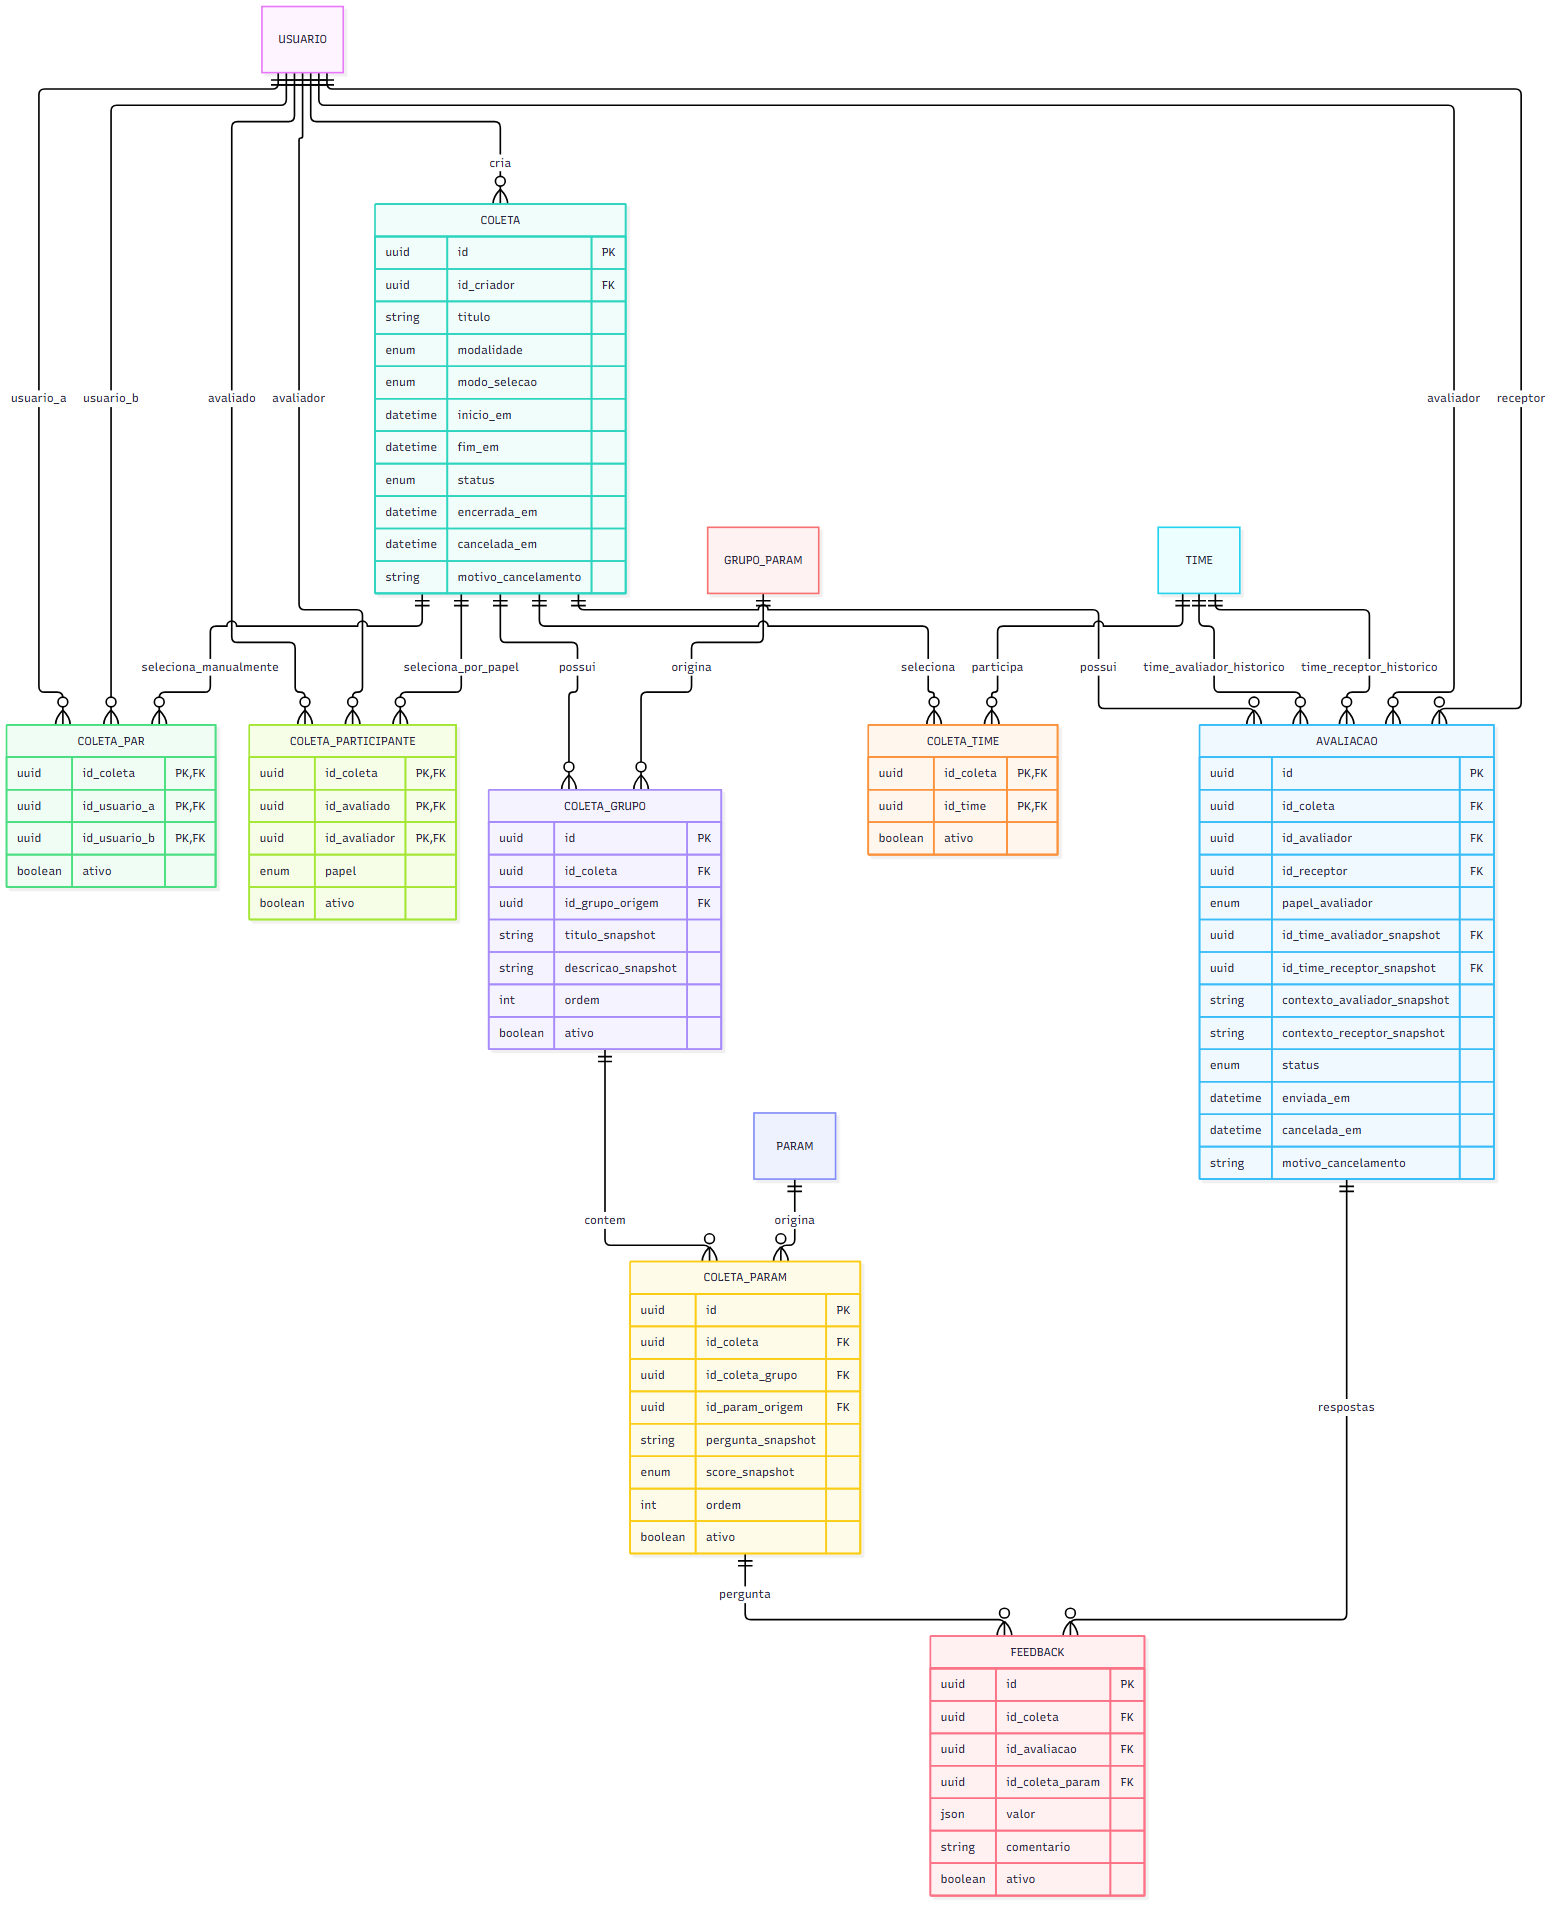 USUARIO
cria
COLETA
uuid id PK
uuid id_criador FK
string titulo
enum modalidade
enum modo_selecao
datetime inicio_em
datetime fim_em
enum status
datetime encerrada_em
datetime cancelada_em
string motivo_cancelamento
usuario_a usuario_b avaliado avaliador avaliador receptor
GRUPO_PARAM
TIME
seleciona_manualmente seleciona_por_papel possui origina seleciona participa possui time_avaliador_historico time_receptor_historico
COLETA_PAR
uuid id_coleta PK,FK
uuid id_usuario_a PK,FK
uuid id_usuario_b PK,FK
boolean ativo
COLETA_PARTICIPANTE
uuid id_coleta PK,FK
uuid id_avaliado PK,FK
uuid id_avaliador PK,FK
enum papel
boolean ativo
COLETA_GRUPO
uuid id PK
uuid id_coleta FK
uuid id_grupo_origem FK
string titulo_snapshot
string descricao_snapshot
int ordem
boolean ativo
COLETA_TIME
uuid id_coleta PK,FK
uuid id_time PK,FK
boolean ativo
AVALIACAO
uuid id PK
uuid id_coleta FK
uuid id_avaliador FK
uuid id_receptor FK
enum papel_avaliador
uuid id_time_avaliador_snapshot FK
uuid id_time_receptor_snapshot FK
string contexto_avaliador_snapshot
string contexto_receptor_snapshot
enum status
datetime enviada_em
datetime cancelada_em
string motivo_cancelamento
PARAM
contem origina
COLETA_PARAM
uuid id PK
uuid id_coleta FK
uuid id_coleta_grupo FK
uuid id_param_origem FK
string pergunta_snapshot
enum score_snapshot
int ordem
boolean ativo
respostas
pergunta
FEEDBACK
uuid id PK
uuid id_coleta FK
uuid id_avaliacao FK
uuid id_coleta_param FK
json valor
string comentario
boolean ativo